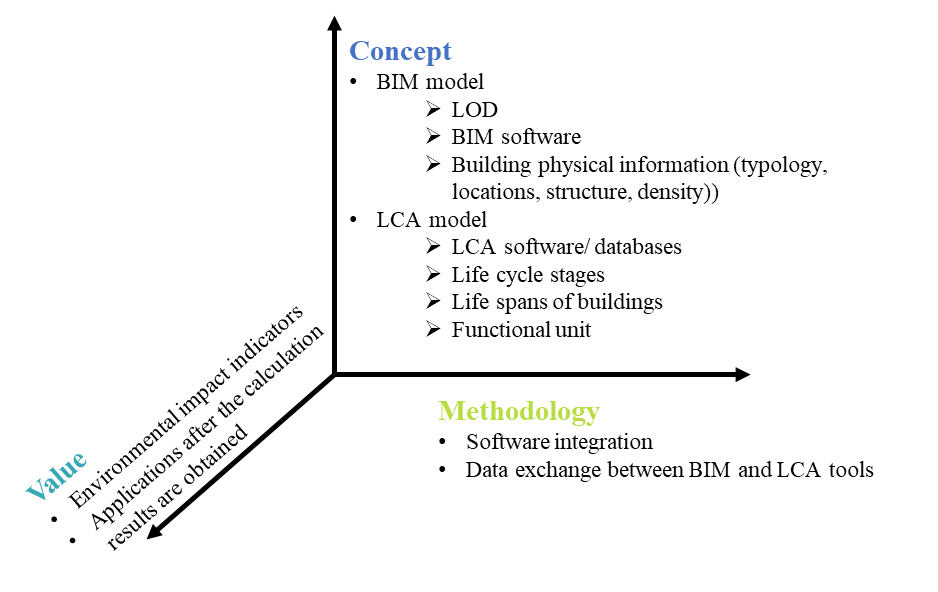 Concept
• BIM model
➢ LOD
➢ BIM software
➢ Building physical information (typology,
locations, structure, density))
• LCA model
➢ LCA software/ databases
➢ Life cycle stages
➢ Life spans of buildings
➢ Functional unit
Methodology
• Software integration
• Data exchange between BIM and LCA tools
Value
• Environmental impact indicators
• Applications after the calculation
results are obtained